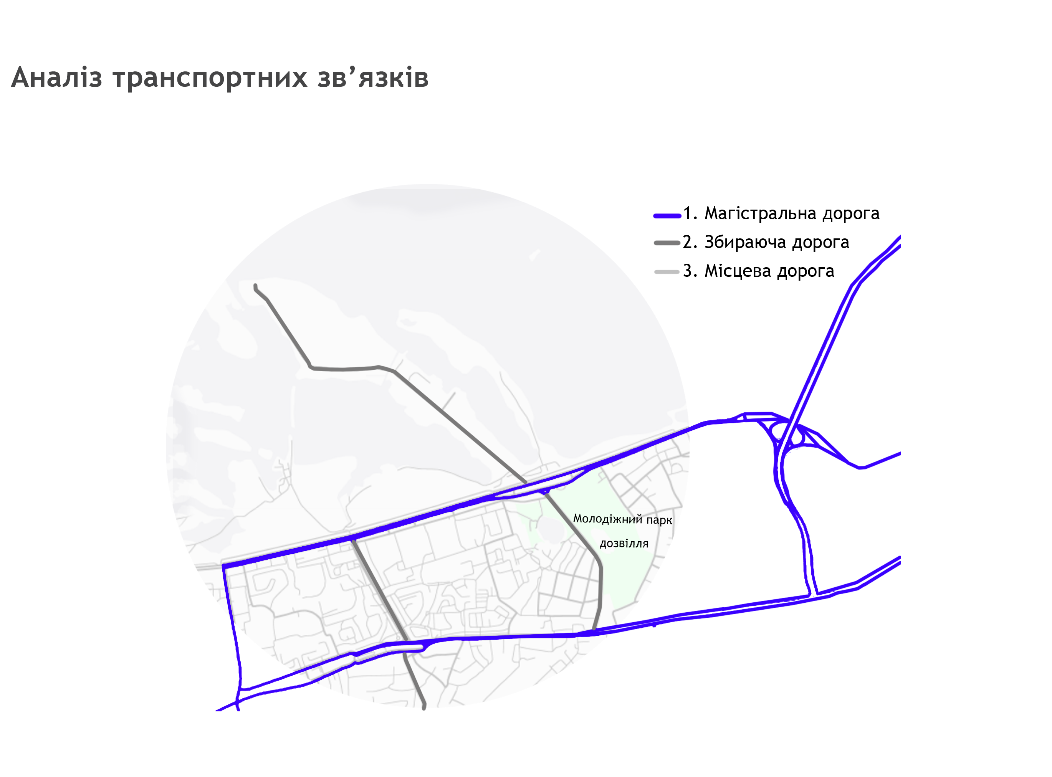 Аналіз транспортних зв’язків
1. Магістральна дорога
2. Збираюча дорога
3. Місцева дорога
Молодіжний парк
дозвілля